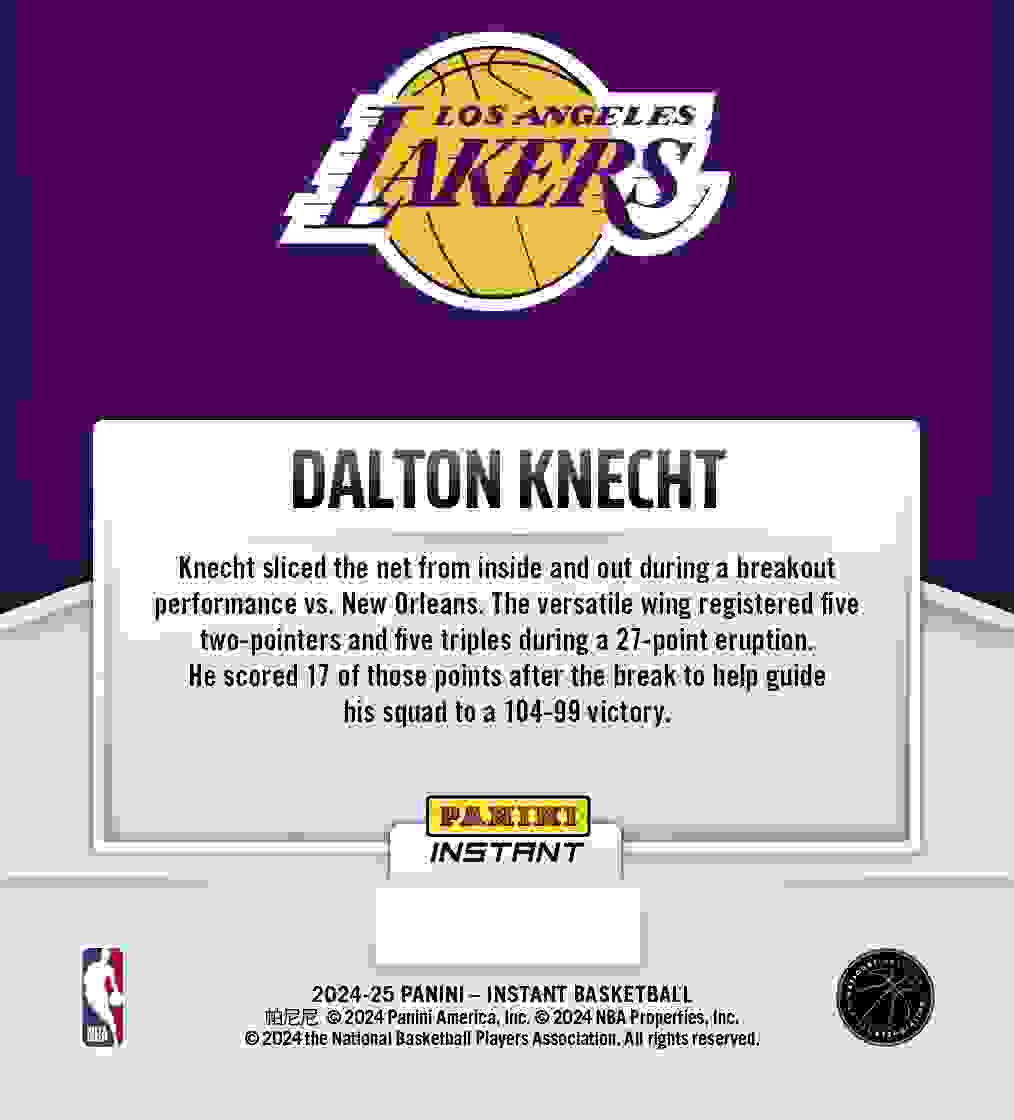 LOS ANGELES
LAKERS
DALTON KNECHT
Knecht sliced the net from inside and out during a breakout
performance vs. New Orleans. The versatile wing registered five
two-pointers and five triples during a 27-point eruption.
He scored 17 of those points after the break to help guide
his squad to a 104-99 victory.
PANINI
INSTANT
NBA
2024-25 PANINI – INSTANT BASKETBALL
帕尼尼 © 2024 Panini America, Inc. © 2024 NBA Properties, Inc.
© 2024 the National Basketball Players Association. All rights reserved.